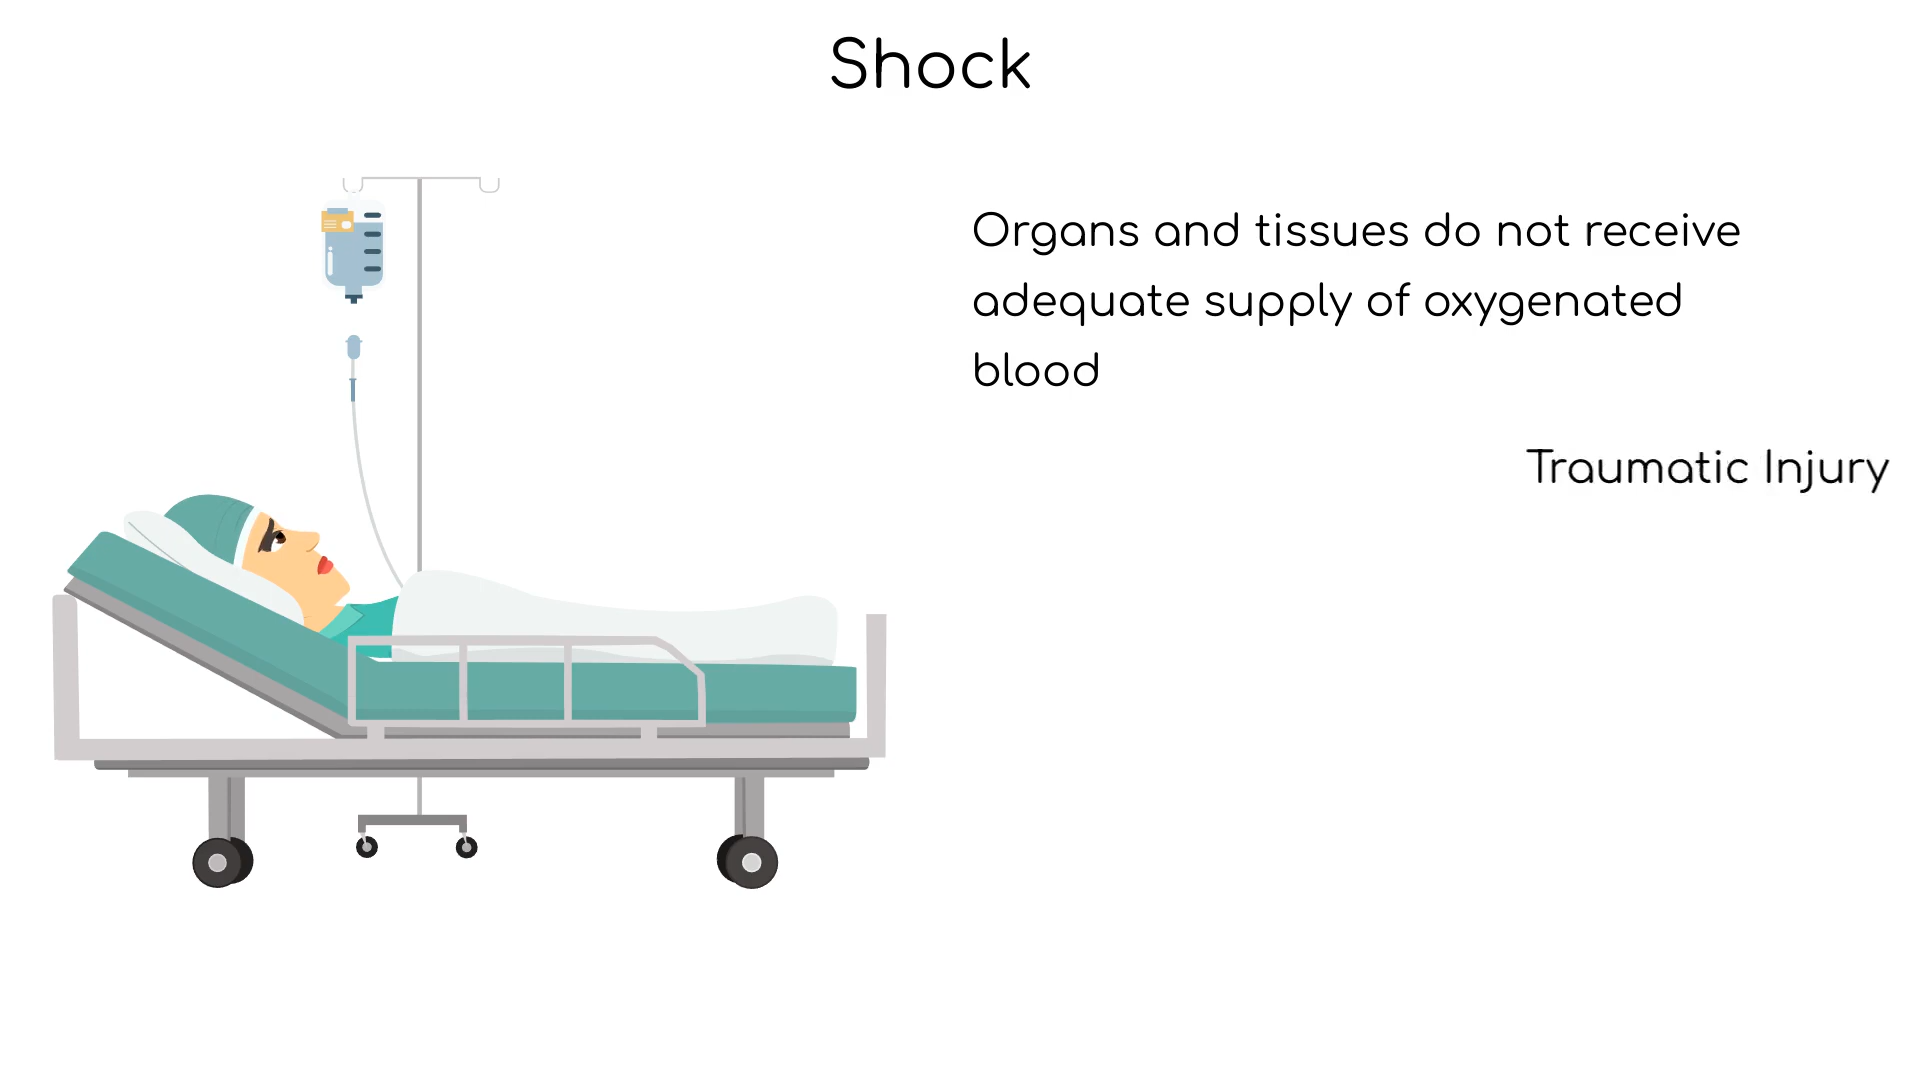 Shock
Organs and tissues do not receive
adequate supply of oxygenated
blood
Traumatic Injury